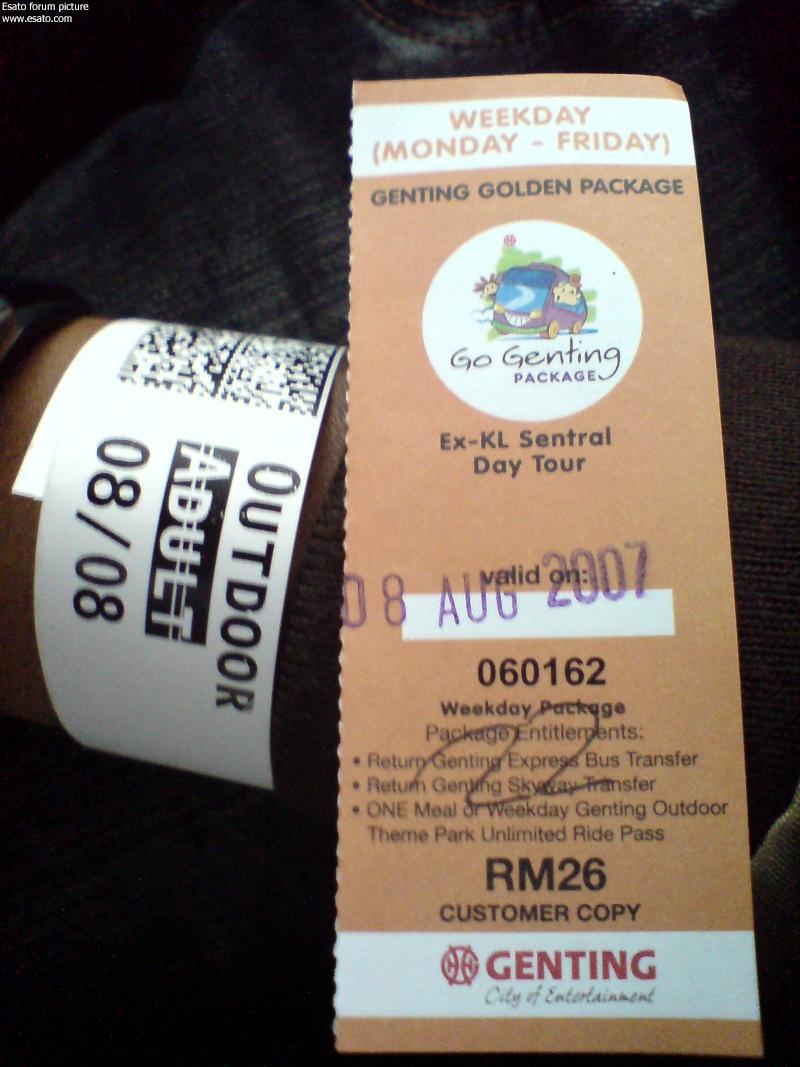 Esato forum picture
www.esato.com
WEEKDAY
(MONDAY - FRIDAY)
GENTING GOLDEN PACKAGE
Go Genting
PACKAGE
Ex-KL Sentral
Day Tour
valid on:
08 AUG 2007
060162
Weekday Package
Package Entitlements:
• Return Genting Express Bus Transfer
• Return Genting Skyway Transfer
• ONE Meal or Weekday Genting Outdoor
Theme Park Unlimited Ride Pass
22
RM26
CUSTOMER COPY
GENTING
City of Entertainment
OUTDOOR
ADULT
08/08